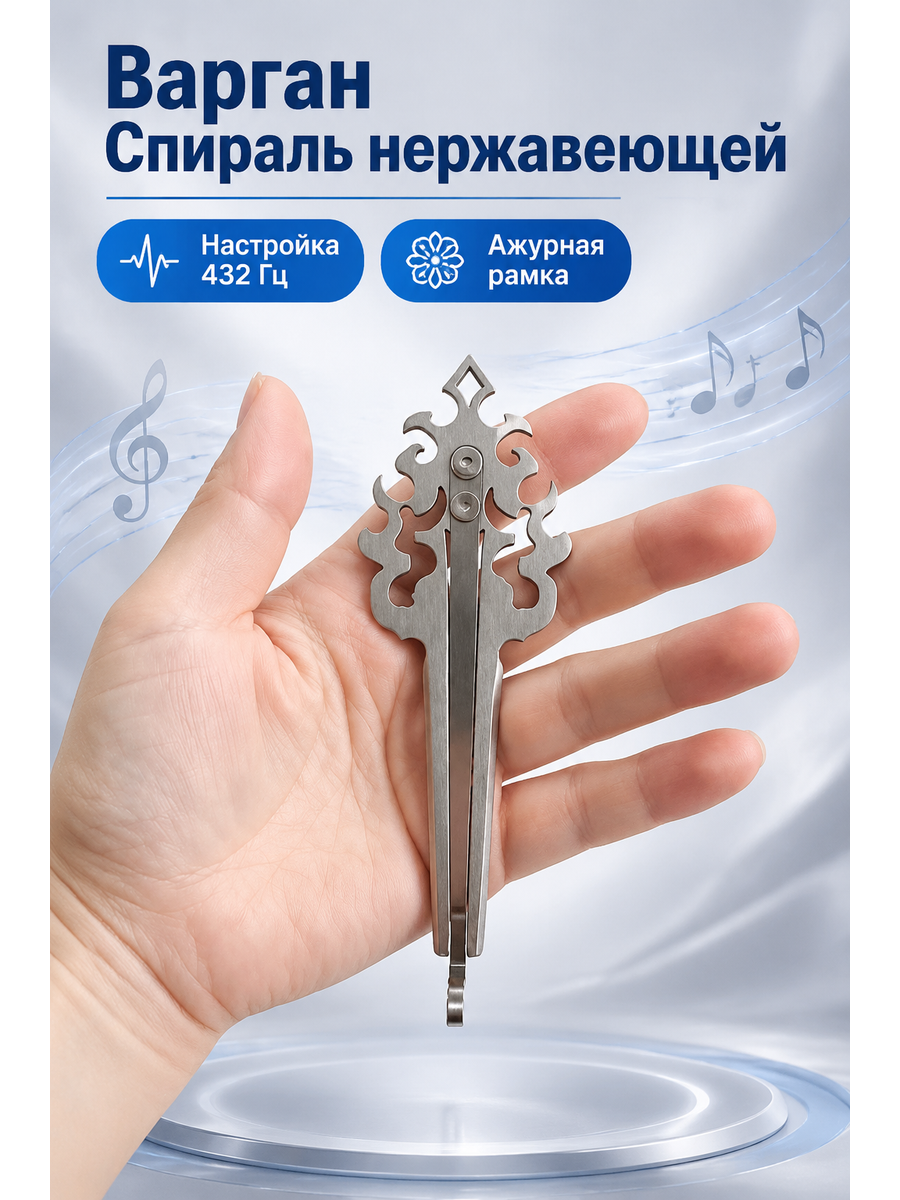 Варган
Спираль нержавеющей
Настройка
432 Гц
Ажурная
рамка